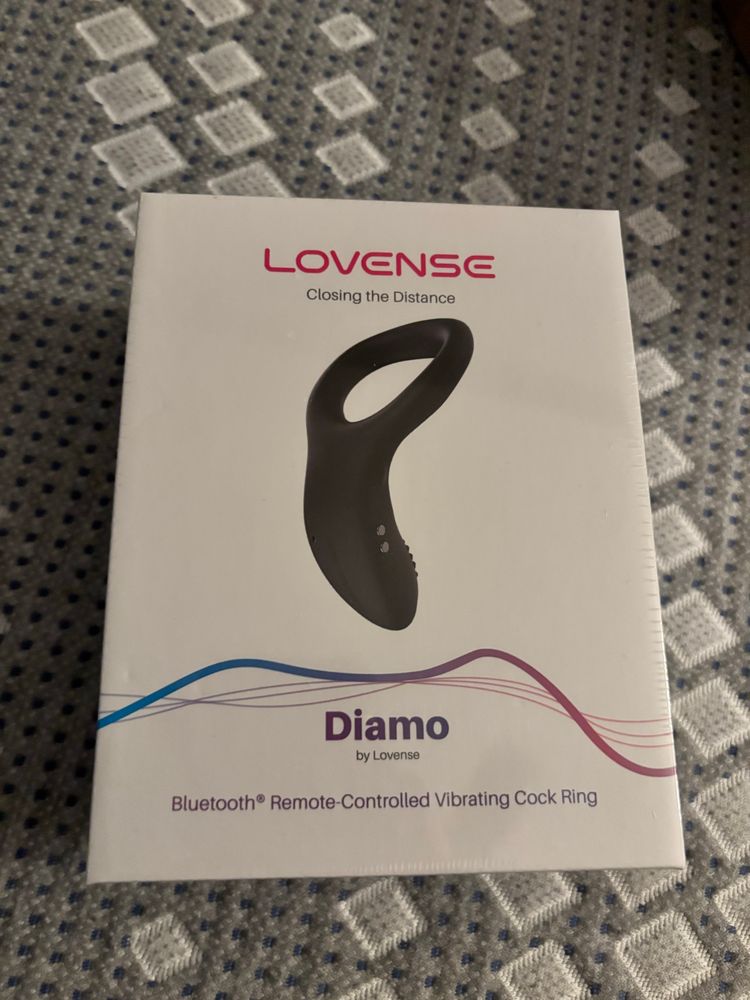 LOVENSE
Closing the Distance
Diamo
by Lovense
Bluetooth® Remote-Controlled Vibrating Cock Ring